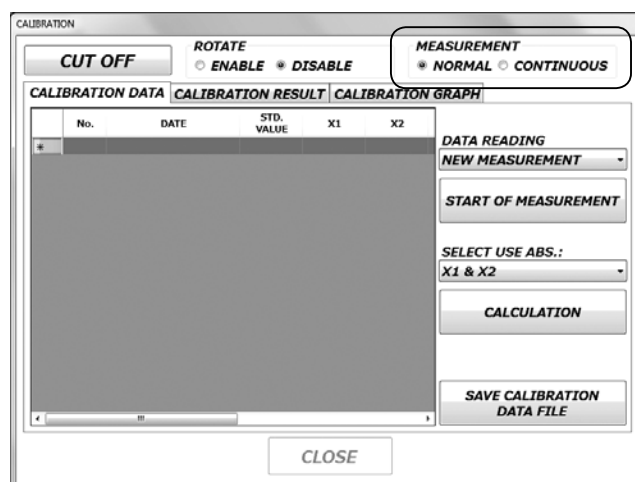 CALIBRATION
CUT OFF
ROTATE
ENABLE DISABLE
MEASUREMENT
NORMAL CONTINUOUS
CALIBRATION DATA CALIBRATION RESULT CALIBRATION GRAPH
No. DATE STD. VALUE X1 X2
*
DATA READING
NEW MEASUREMENT
START OF MEASUREMENT
SELECT USE ABS.:
X1 & X2
CALCULATION
SAVE CALIBRATION
DATA FILE
CLOSE